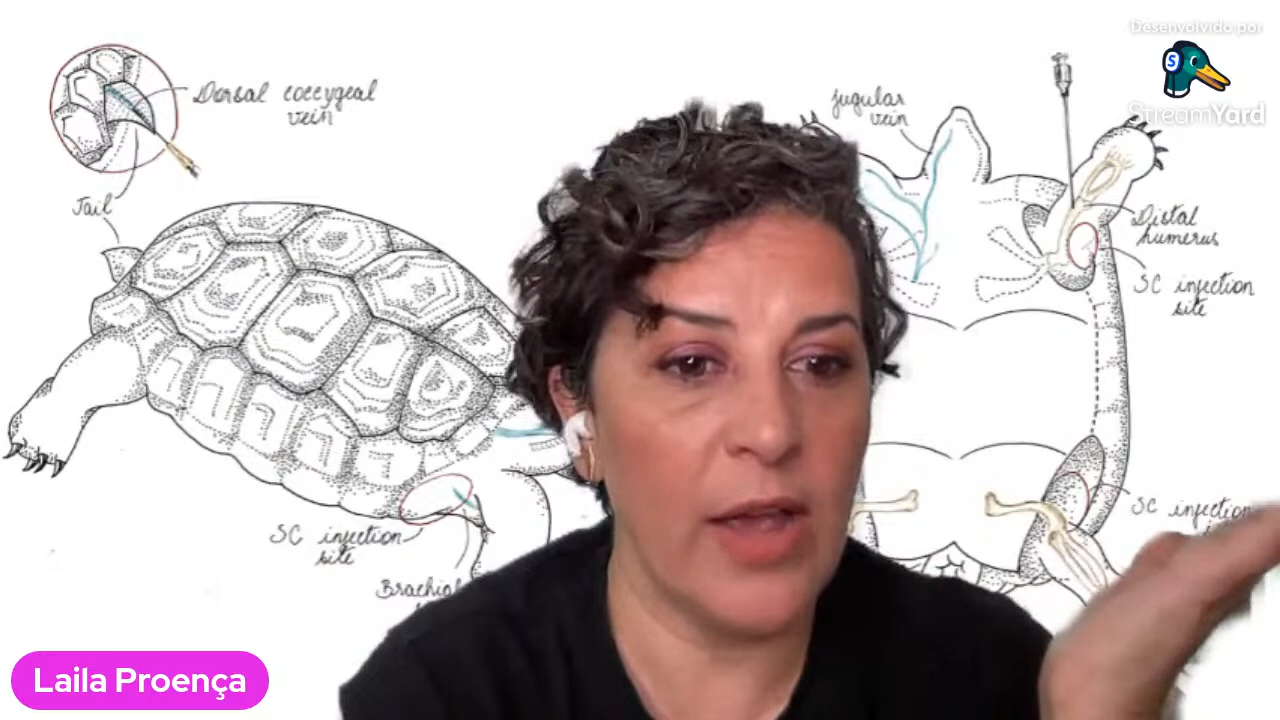 Desenvolvido por
S
StreamYard
Dorsal coccygeal
vein
jugular
vein
Tail
Distal
humerus
SC injection
site
SC injection
site
SC injection
Brachial
Laila Proença